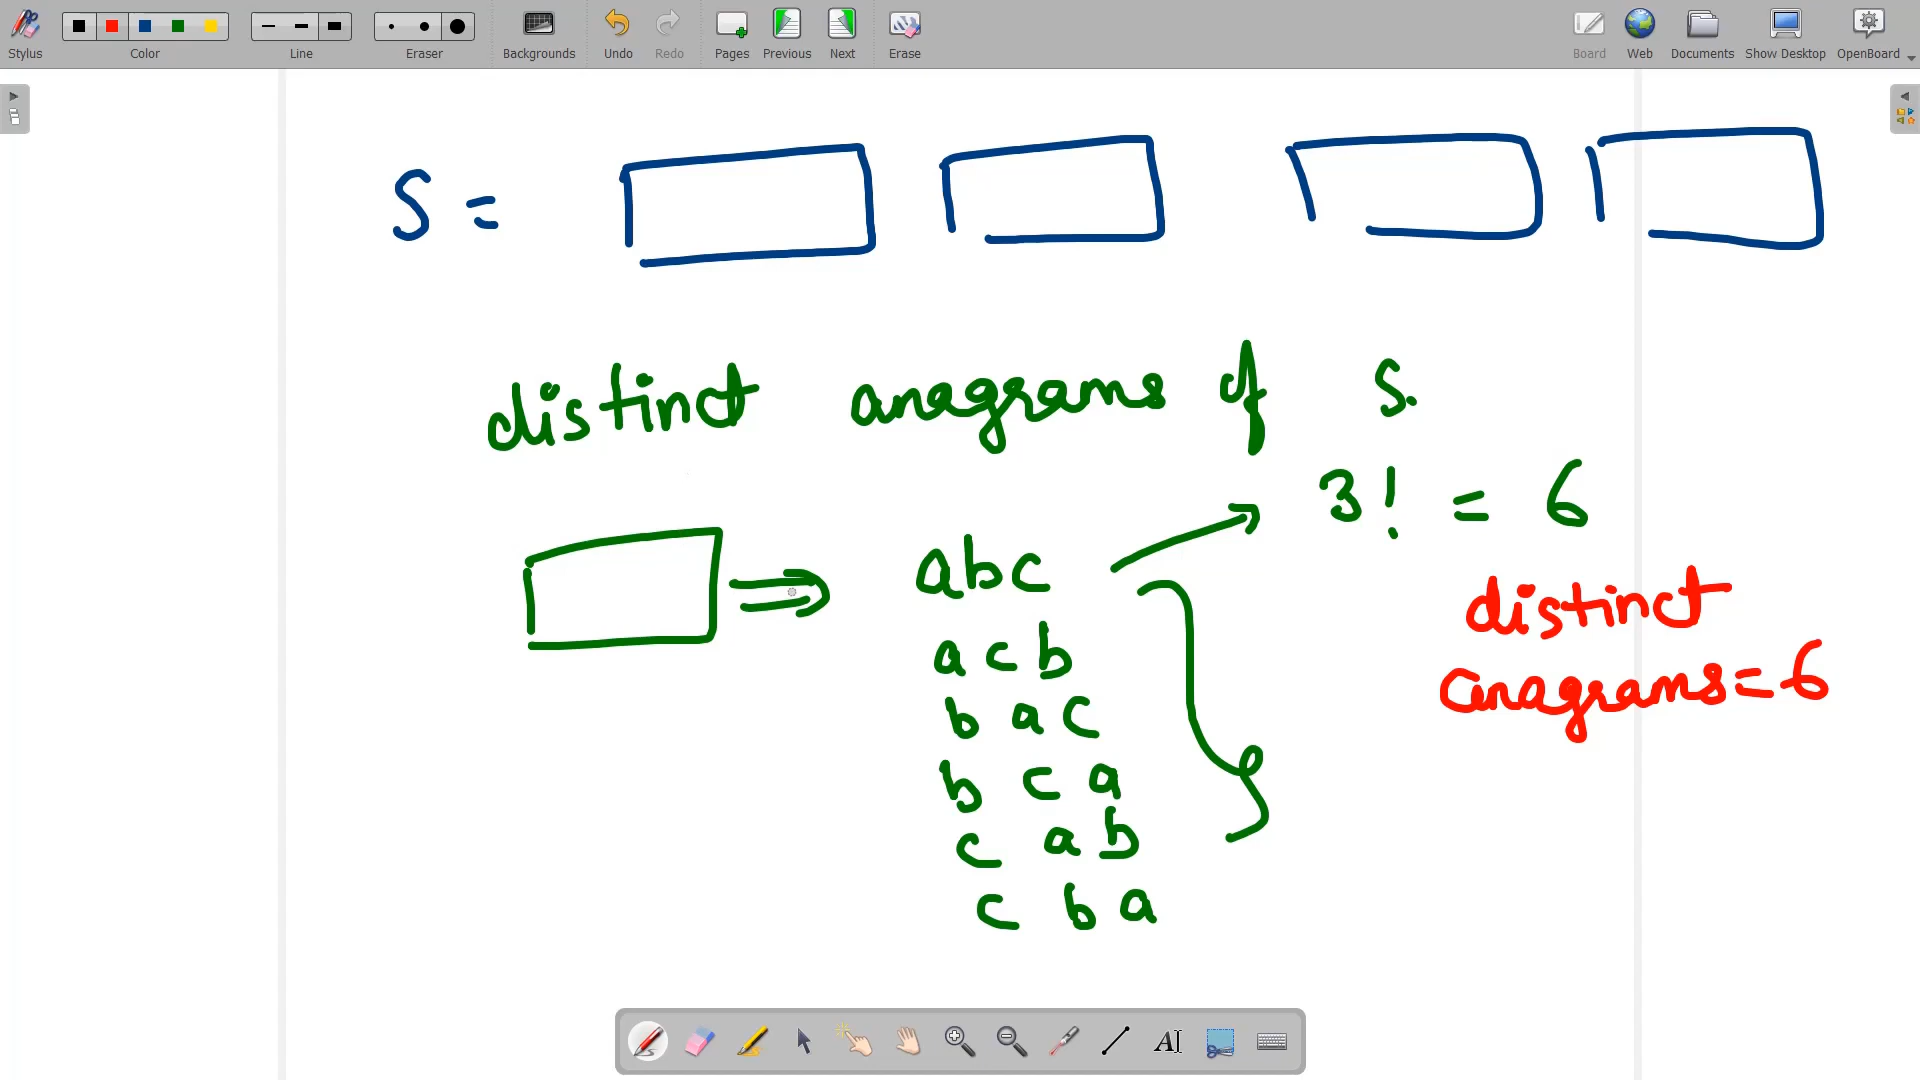 Stylus Color Line Eraser Backgrounds Undo Redo Pages Previous Next Erase Board Web Documents Show Desktop OpenBoard
S =
distinct anagrams of S.
3! = 6
abc
acb
bac
bca
cab
cba
distinct
anagrams=6